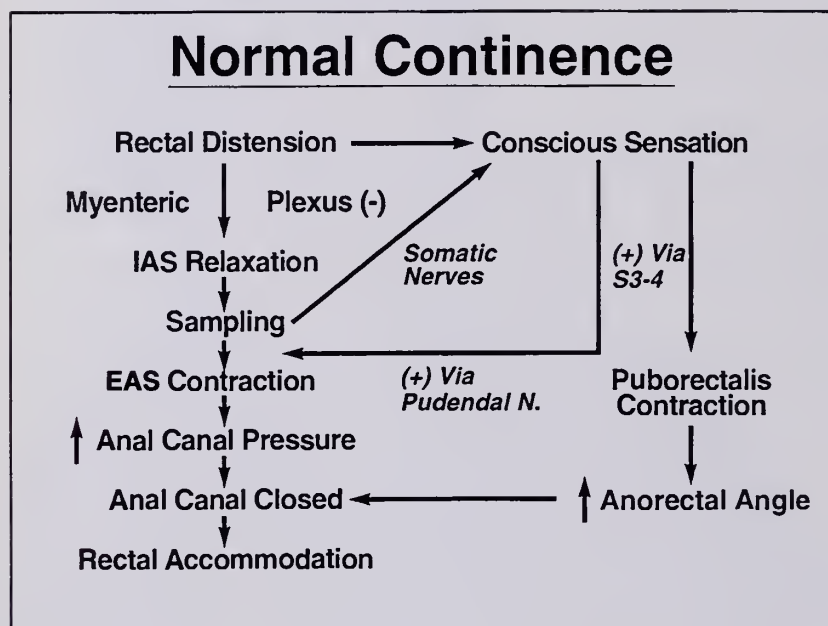 Normal Continence
Rectal Distension
Conscious Sensation
Myenteric
Plexus (-)
IAS Relaxation
Somatic
Nerves
(+) Via
S3-4
Sampling
EAS Contraction
(+) Via
Pudendal N.
Puborectalis
Contraction
↑ Anal Canal Pressure
Anal Canal Closed
↑ Anorectal Angle
Rectal Accommodation